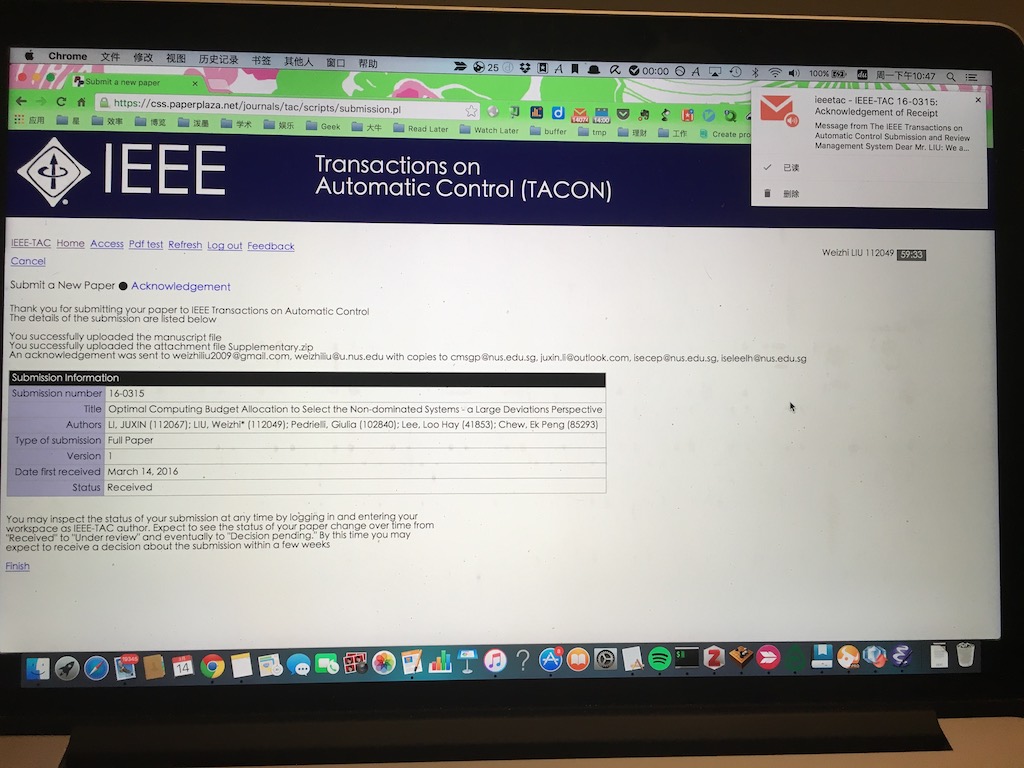 Chrome 文件 修改 视图 历史记录 书签 其他人 窗口 帮助
25 00:00 100% 周一下午10:47
Submit a new paper
https://css.paperplaza.net/journals/tac/scripts/submission.pl
应用 星 效率 博览 汉墨 学术 娱乐 Geek 大牛 Read Later Watch Later buffer tmp 理财 工作 Create pro
ieeetac - IEEE-TAC 16-0315:
Acknowledgement of Receipt
Message from The IEEE Transactions on
Automatic Control Submission and Review
Management System Dear Mr. LIU: We a...
已读
删除
IEEE
Transactions on
Automatic Control (TACON)
IEEE-TAC Home Access Pdf test Refresh Log out Feedback
Weizhi LIU 112049 59:33
Cancel
Submit a New Paper ● Acknowledgement
Thank you for submitting your paper to IEEE Transactions on Automatic Control
The details of the submission are listed below
You successfully uploaded the manuscript file
You successfully uploaded the attachment file Supplementary.zip
An acknowledgement was sent to weizhiliu2009@gmail.com, weizhiliu@u.nus.edu with copies to cmsgp@nus.edu.sg, juxin.li@outlook.com, isecep@nus.edu.sg, iseleelh@nus.edu.sg
Submission Information
Submission number 16-0315
Title Optimal Computing Budget Allocation to Select the Non-dominated Systems - a Large Deviations Perspective
Authors LI, JUXIN (112067); LIU, Weizhi* (112049); Pedrielli, Giulia (102840); Lee, Loo Hay (41853); Chew, Ek Peng (85293)
Type of submission Full Paper
Version 1
Date first received March 14, 2016
Status Received
You may inspect the status of your submission at any time by logging in and entering your
workspace as IEEE-TAC author. Expect to see the status of your paper change over time from
"Received" to "Under review" and eventually to "Decision pending." By this time you may
expect to receive a decision about the submission within a few weeks
Finish
14